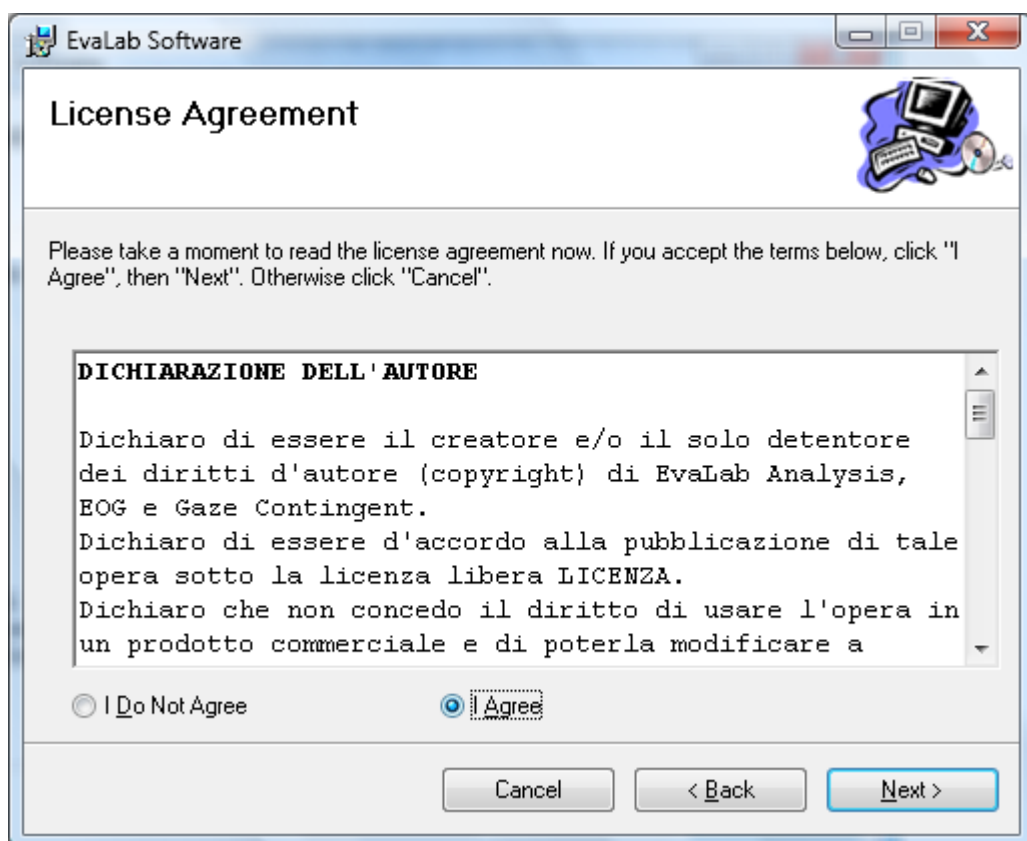 EvaLab Software
License Agreement
Please take a moment to read the license agreement now. If you accept the terms below, click "I
Agree", then "Next". Otherwise click "Cancel".
DICHIARAZIONE DELL'AUTORE
Dichiaro di essere il creatore e/o il solo detentore
dei diritti d'autore (copyright) di EvaLab Analysis,
EOG e Gaze Contingent.
Dichiaro di essere d'accordo alla pubblicazione di tale
opera sotto la licenza libera LICENZA.
Dichiaro che non concedo il diritto di usare l'opera in
un prodotto commerciale e di poterla modificare a
I Do Not Agree
I Agree
Cancel
< Back
Next >